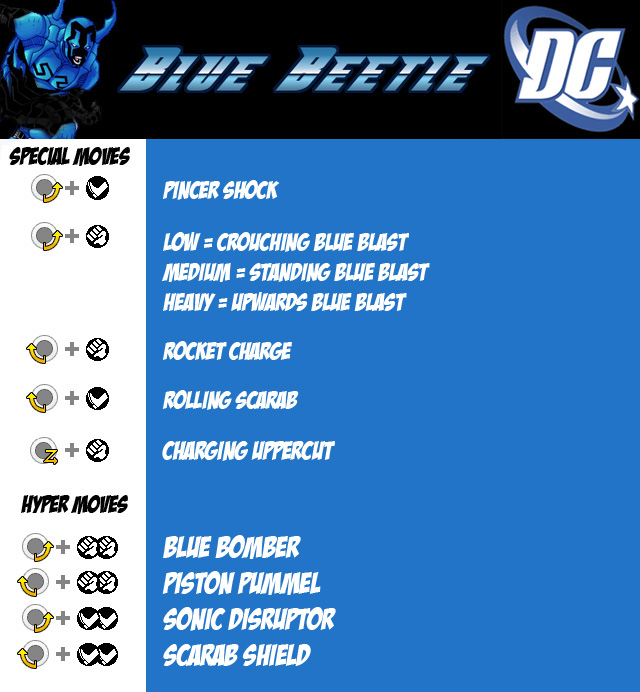 BLUE BEETLE
DC
SPECIAL MOVES
PINCER SHOCK
LOW = CROUCHING BLUE BLAST
MEDIUM = STANDING BLUE BLAST
HEAVY = UPWARDS BLUE BLAST
ROCKET CHARGE
ROLLING SCARAB
Z
CHARGING UPPERCUT
HYPER MOVES
BLUE BOMBER
PISTON PUMMEL
SONIC DISRUPTOR
SCARAB SHIELD